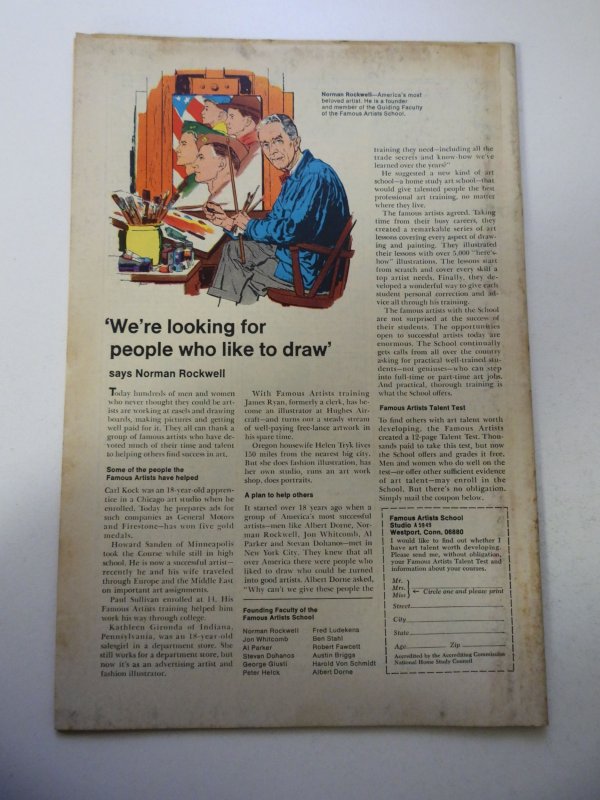 Norman Rockwell—America's most
beloved artist. He is a founder
and member of the Guiding Faculty
of the Famous Artists School.
'We're looking for
people who like to draw'
says Norman Rockwell
Today hundreds of men and women
who never thought they could be art-
ists are working at easels and drawing
boards, making pictures and getting
well paid for it. They all can thank a
group of famous artists who have de-
voted much of their time and talent
to helping others find success in art.
Some of the people the
Famous Artists have helped
Carl Kock was an 18-year-old appren-
tice in a Chicago art studio when he
enrolled. Today he prepares ads for
such companies as General Motors
and Firestone—has won five gold
medals.
Howard Sanden of Minneapolis
took the Course while still in high
school. He is now a successful artist—
recently he and his wife traveled
through Europe and the Middle East
on important art assignments.
Paul Sullivan enrolled at 14. His
Famous Artists training helped him
work his way through college.
Kathleen Gironda of Indiana,
Pennsylvania, was an 18-year-old
salesgirl in a department store. She
still works for a department store, but
now it's as an advertising artist and
fashion illustrator.
With Famous Artists training
James Ryan, formerly a clerk, has be-
come an illustrator at Hughes Air-
craft—and turns out a steady stream
of well-paying free-lance artwork in
his spare time.
Oregon housewife Helen Tryk lives
150 miles from the nearest big city.
But she does fashion illustration, has
her own studio, runs an art work
shop, does portraits.
A plan to help others
It started over 18 years ago when a
group of America's most successful
artists—men like Albert Dorne, Nor-
man Rockwell, Jon Whitcomb, Al
Parker and Stevan Dohanos—met in
New York City. They knew that all
over America there were people who
liked to draw who could be turned
into good artists. Albert Dorne asked,
"Why can't we give these people the
Founding Faculty of the
Famous Artists School
Norman Rockwell
Jon Whitcomb
Al Parker
Stevan Dohanos
George Giusti
Peter Helck
Fred Ludekens
Ben Stahl
Robert Fawcett
Austin Briggs
Harold Von Schmidt
Albert Dorne
training they need—including all the
trade secrets and know-how we've
learned over the years?"
He suggested a new kind of art
school—a home study art school—that
would give talented people the best
professional art training, no matter
where they live.
The famous artists agreed. Taking
time from their busy careers, they
created a remarkable series of art
lessons covering every aspect of draw-
ing and painting. They illustrated
their lessons with over 5,000 "here's-
how" illustrations. The lessons start
from scratch and cover every skill a
top artist needs. Finally, they de-
veloped a wonderful way to give each
student personal correction and ad-
vice all through his training.
The famous artists with the School
are not surprised at the success of
their students. The opportunities
open to successful artists today are
enormous. The School continually
gets calls from all over the country
asking for practical well-trained stu-
dents—not geniuses—who can step
into full-time or part-time art jobs.
And practical, thorough training is
what the School offers.
Famous Artists Talent Test
To find others with art talent worth
developing, the Famous Artists
created a 12-page Talent Test. Thou-
sands paid to take this test, but now
the School offers and grades it free.
Men and women who do well on the
test—or offer other sufficient evidence
of art talent—may enroll in the
School. But there's no obligation.
Simply mail the coupon below.
Famous Artists School
Studio
Westport, Conn. 06880
I would like to find out whether I
have art talent worth developing.
Please send me, without obligation,
your Famous Artists Talent Test and
information about your courses.
Mr.
Mrs.
Miss
Circle one and please print
Street
City
State
Age Zip
Accredited by the Accrediting Commission
National Home Study Council